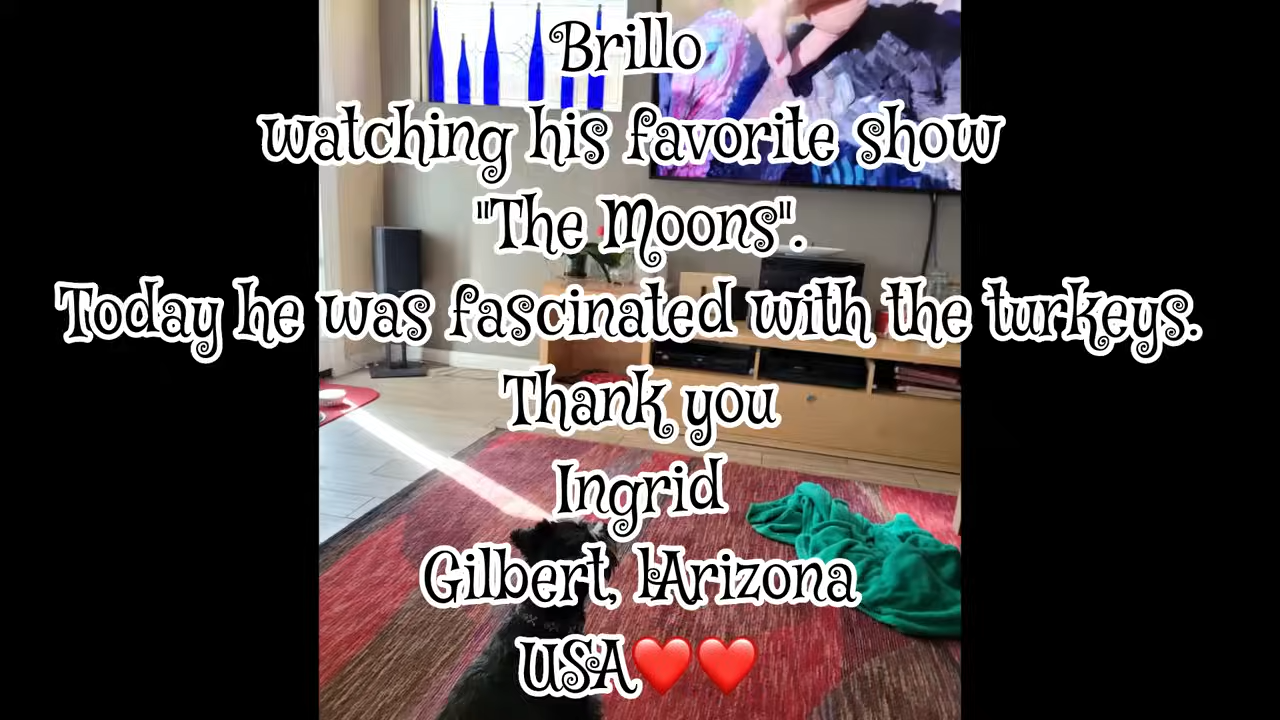 Brillo
watching his favorite show
"The Moons".
Today he was fascinated with the turkeys.
Thank you
Ingrid
Gilbert, lArizona
USA❤️❤️